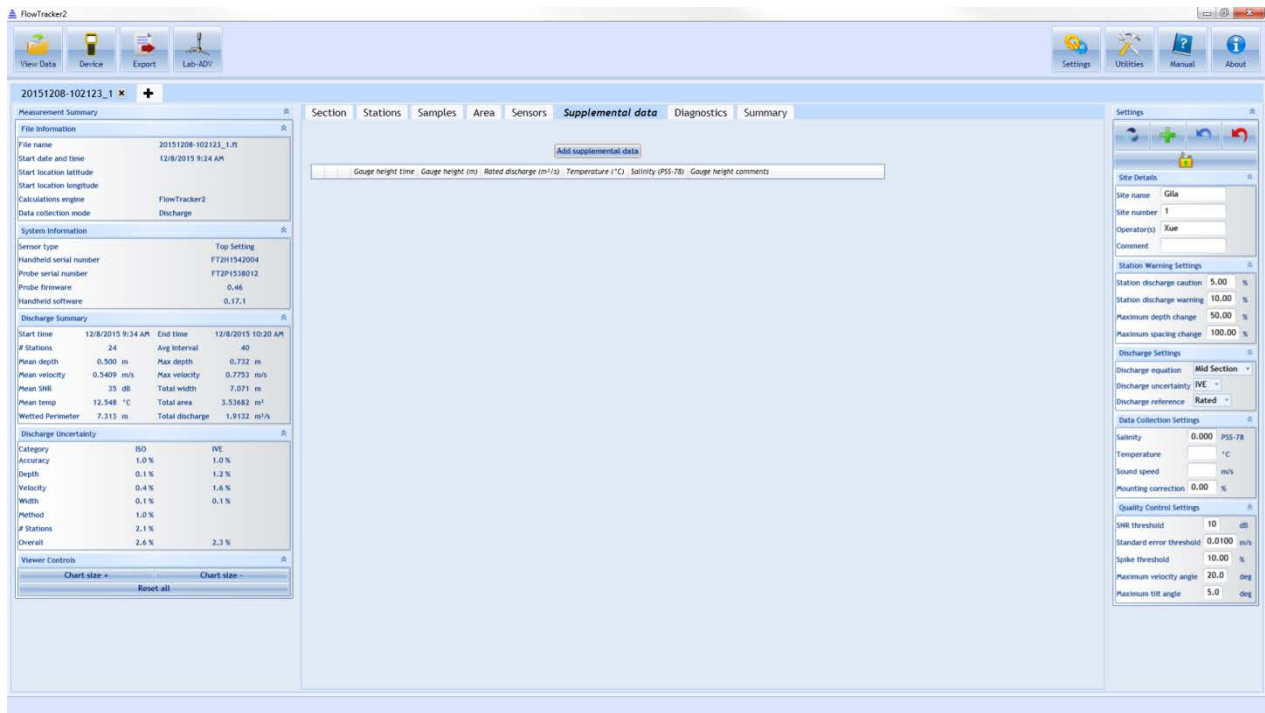 FlowTracker2
View Data Device Export Lab-ADV Settings Utilities Manual About
20151208-102123_1
Measurement Summary
File Information
File name 20151208-102123_1.ft
Start date and time 12/8/2015 9:24 AM
Start location latitude
Start location longitude
Calculations engine FlowTracker2
Data collection mode Discharge
System Information
Sensor type Top Setting
Handheld serial number FT2H1542004
Probe serial number FT2P1538012
Probe firmware 0.46
Handheld software 0.17.1
Discharge Summary
Start time 12/8/2015 9:34 AM End time 12/8/2015 10:20 AM
# Stations 24 Avg interval 40
Mean depth 0.500 m Max depth 0.732 m
Mean velocity 0.5409 m/s Max velocity 0.7753 m/s
Mean SNR 35 dB Total width 7.071 m
Mean temp 12.548 °C Total area 3.53682 m²
Wetted Perimeter 7.313 m Total discharge 1.9132 m³/s
Discharge Uncertainty
Category ISO IVE
Accuracy 1.0 % 1.0 %
Depth 0.1 % 1.2 %
Velocity 0.4 % 1.6 %
Width 0.1 % 0.1 %
Method 1.0 %
# Stations 2.1 %
Overall 2.6 % 2.3 %
Viewer Controls
Chart size + Chart size -
Reset all
Section Stations Samples Area Sensors Supplemental data Diagnostics Summary
Add supplemental data
Gauge height time Gauge height (m) Rated discharge (m³/s) Temperature (°C) Salinity (PSS-78) Gauge height comments
Settings
Site Details
Site name Gila
Site number 1
Operator(s) Xue
Comment
Station Warning Settings
Station discharge caution 5.00 %
Station discharge warning 10.00 %
Maximum depth change 50.00 %
Maximum spacing change 100.00 %
Discharge Settings
Discharge equation Mid Section
Discharge uncertainty IVE
Discharge reference Rated
Data Collection Settings
Salinity 0.000 PSS-78
Temperature °C
Sound speed m/s
Mounting correction 0.00 %
Quality Control Settings
SNR threshold 10 dB
Standard error threshold 0.0100 m/s
Spike threshold 10.00 %
Maximum velocity angle 20.0 deg
Maximum tilt angle 5.0 deg